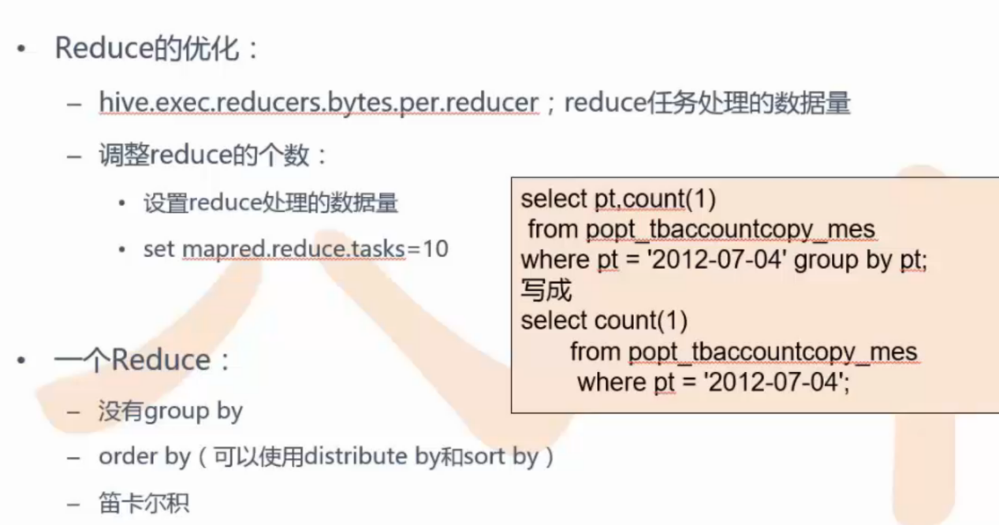 • Reduce的优化：
– hive.exec.reducers.bytes.per.reducer；reduce任务处理的数据量
– 调整reduce的个数：
• 设置reduce处理的数据量
• set mapred.reduce.tasks=10
• 一个Reduce：
– 没有group by
– order by（可以使用distribute by和sort by）
– 笛卡尔积
select pt,count(1)
from popt_tbaccountcopy_mes
where pt = '2012-07-04' group by pt;
写成
select count(1)
from popt_tbaccountcopy_mes
where pt = '2012-07-04';